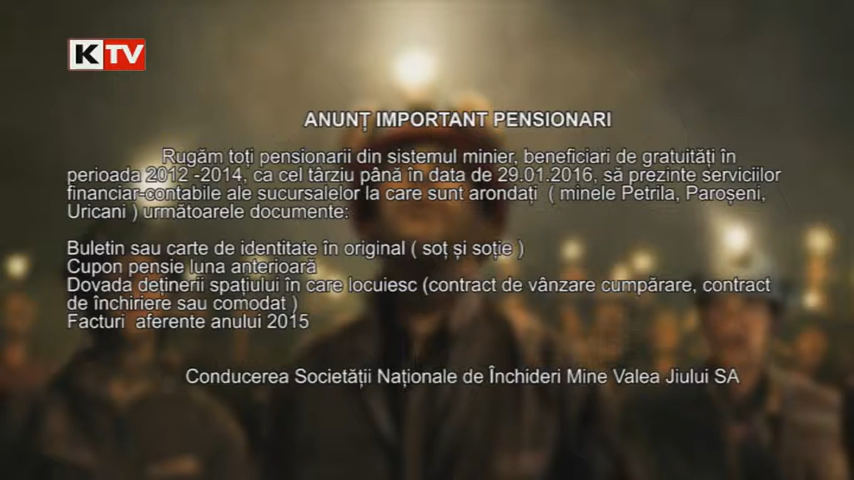 KTV
ANUNȚ IMPORTANT PENSIONARI
Rugăm toți pensionarii din sistemul minier, beneficiari de gratuități în
perioada 2012 -2014, ca cel târziu până în data de 29.01.2016, să prezinte serviciilor
financiar-contabile ale sucursalelor la care sunt arondați ( minele Petrila, Paroșeni,
Uricani ) următoarele documente:
Buletin sau carte de identitate în original ( soț și soție )
Cupon pensie luna anterioară
Dovada deținerii spațiului în care locuiesc (contract de vânzare cumpărare, contract
de închiriere sau comodat )
Facturi aferente anului 2015
Conducerea Societății Naționale de Închideri Mine Valea Jiului SA